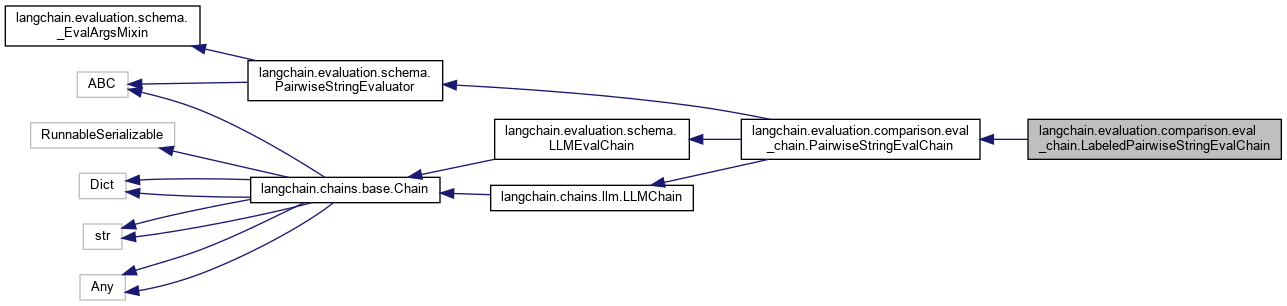 langchain.evaluation.schema.
_EvalArgsMixin
ABC
langchain.evaluation.schema.
PairwiseStringEvaluator
RunnableSerializable
langchain.evaluation.schema.
LLMEvalChain
langchain.evaluation.comparison.eval
_chain.PairwiseStringEvalChain
langchain.evaluation.comparison.eval
_chain.LabeledPairwiseStringEvalChain
Dict
langchain.chains.base.Chain
langchain.chains.llm.LLMChain
str
Any